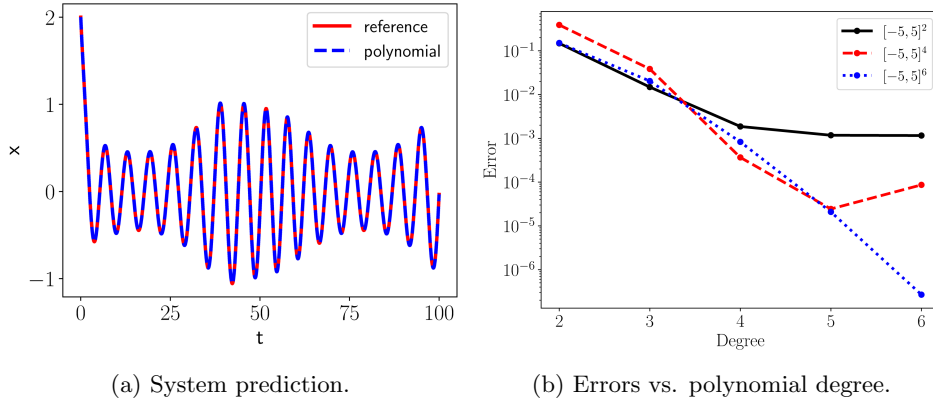 2
1
0
−1
x
0
25
50
75
100
t
reference
polynomial
(a) System prediction.
10^{-1}
10^{-2}
10^{-3}
10^{-4}
10^{-5}
10^{-6}
Error
2
3
4
5
6
Degree
[−5, 5]^2
[−5, 5]^4
[−5, 5]^6
(b) Errors vs. polynomial degree.